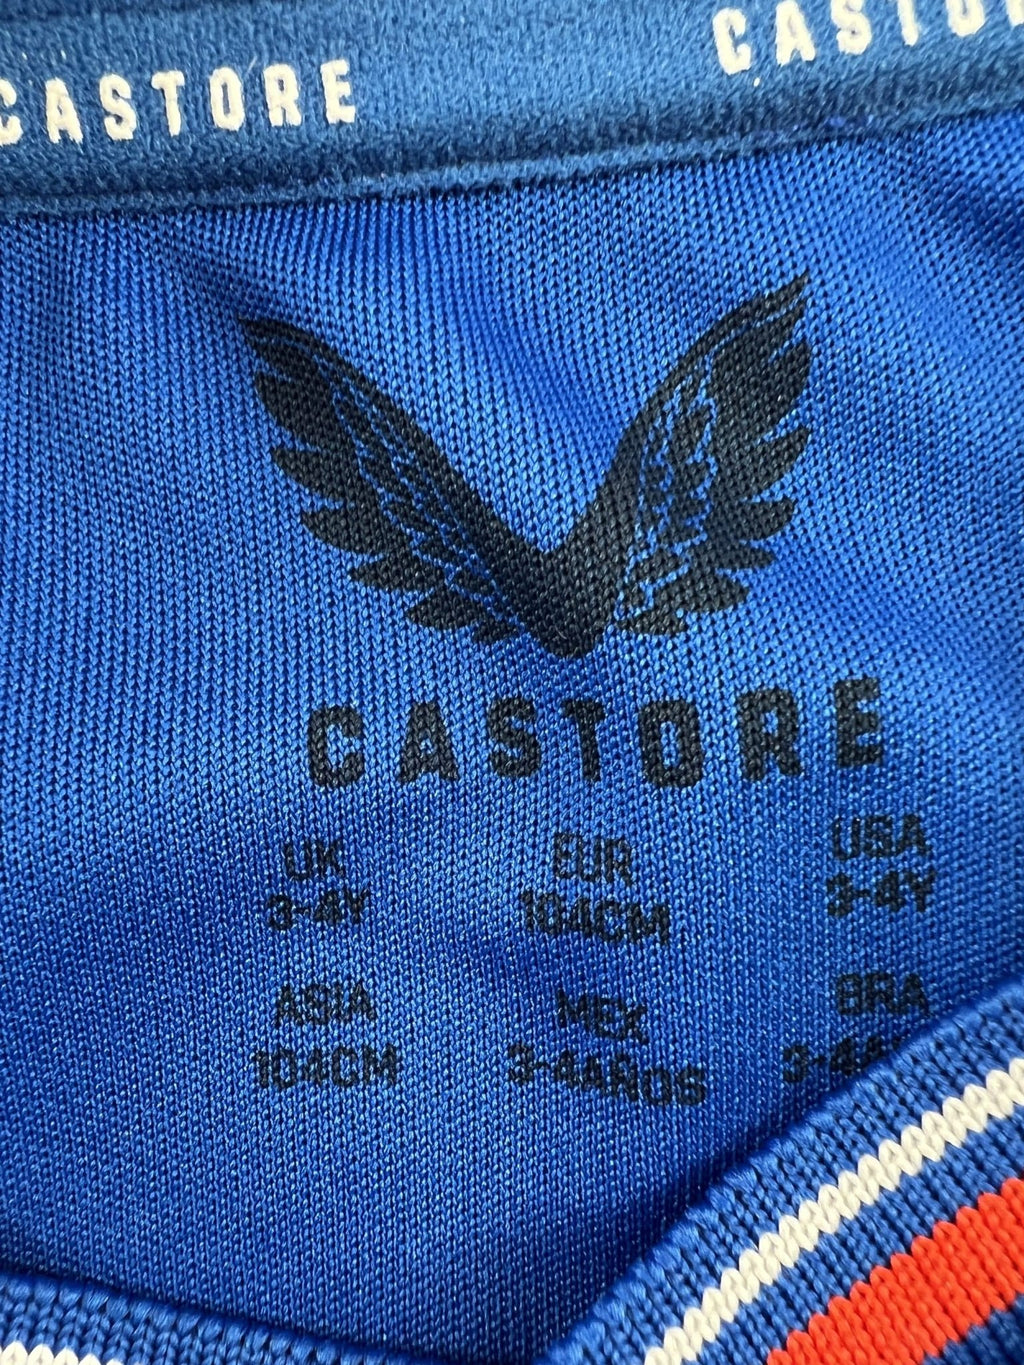 CASTORE CASTORE
CASTORE
UK EUR USA
3-4Y 104CM 3-4Y
ASIA MEX BRA
104CM 3-4AÑOS